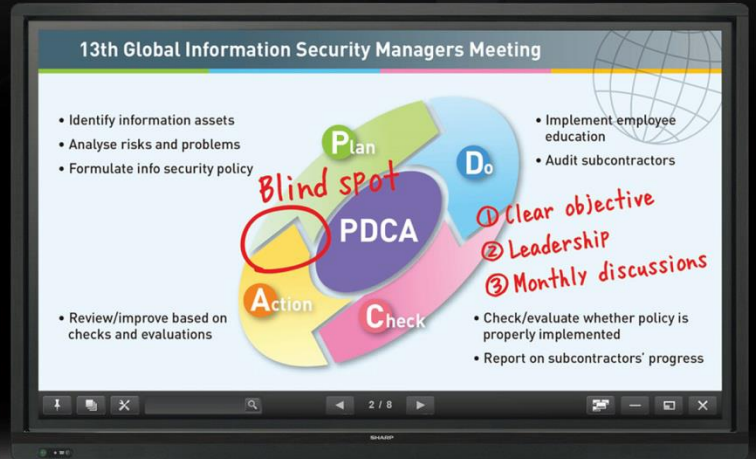 13th Global Information Security Managers Meeting
• Identify information assets
• Analyse risks and problems
• Formulate info security policy
• Implement employee
education
• Audit subcontractors
Plan
Do
Blind spot
PDCA
① Clear objective
② Leadership
③ Monthly discussions
Action
Check
• Review/improve based on
checks and evaluations
• Check/evaluate whether policy is
properly implemented
• Report on subcontractors' progress
2 / 8
SHARP